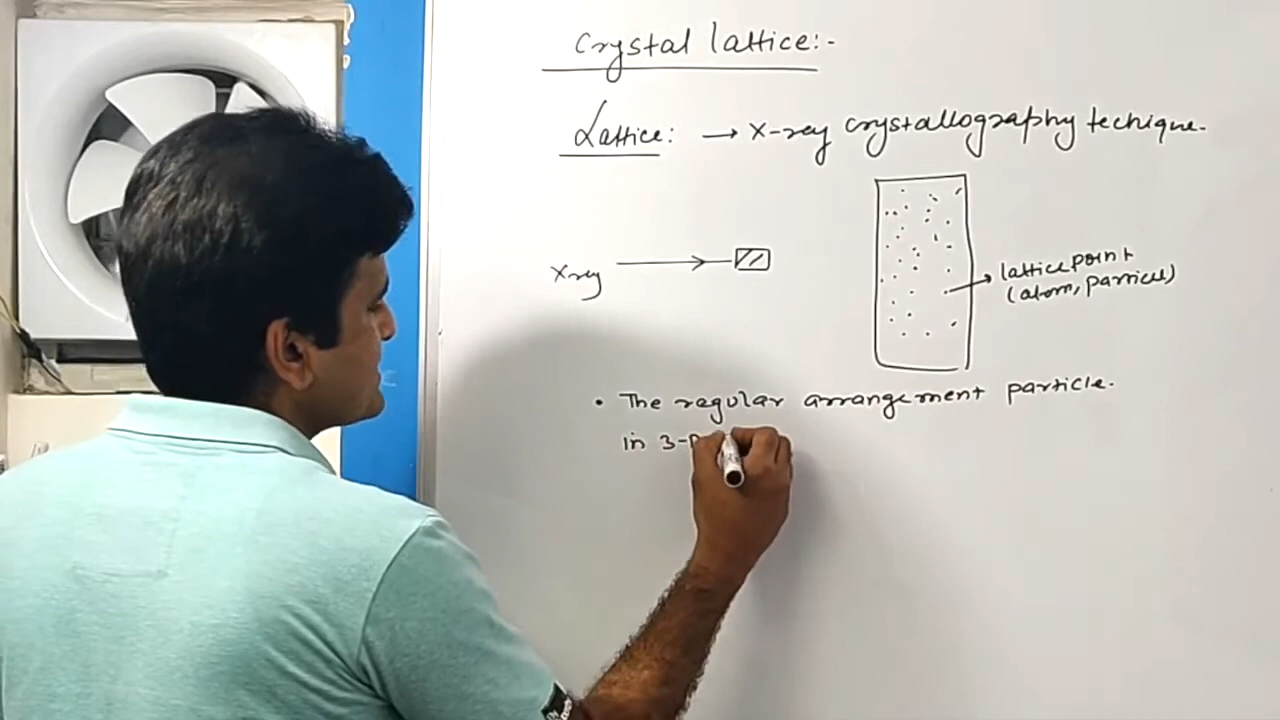 Crystal lattice:-
Lattice: → X-ray crystallography techique.
X-ray
lattice point
(atom, particle)
• The regular arrangement particle.
in 3-D